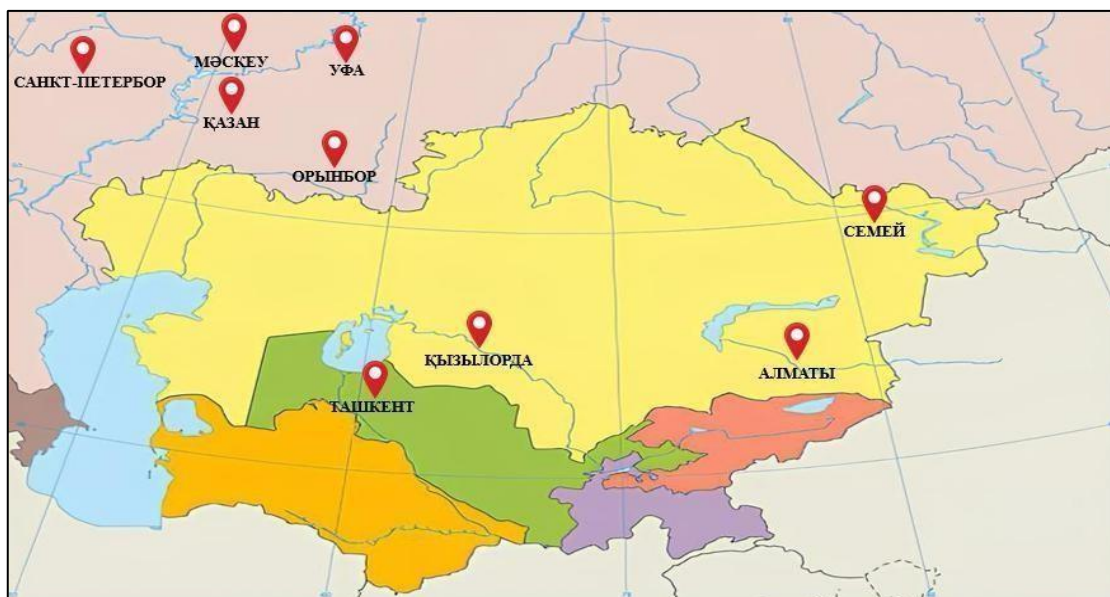 МӘСКЕУ
УФА
САНКТ-ПЕТЕРБОР
ҚАЗАН
ОРЫНБОР
СЕМЕЙ
ҚЫЗЫЛОРДА
АЛМАТЫ
ТАШКЕНТ